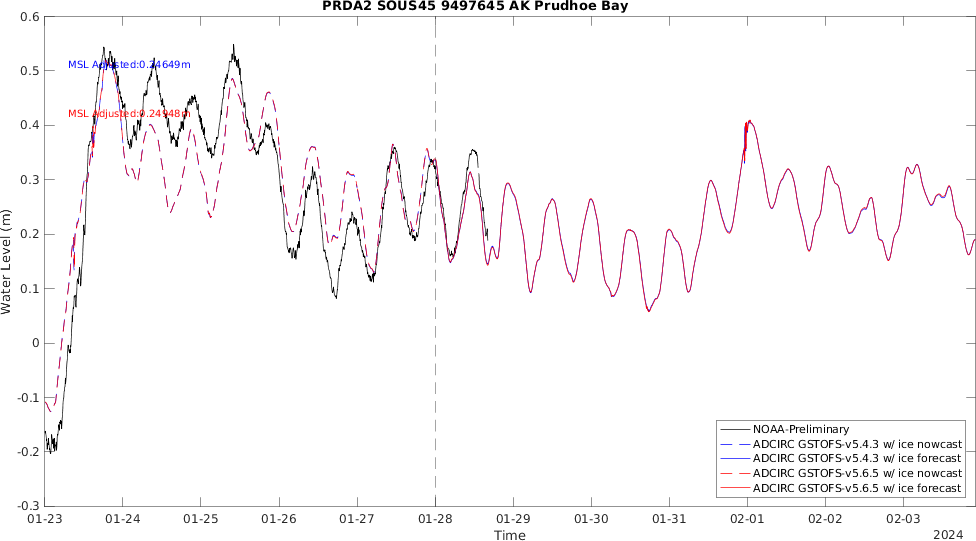 PRDA2 SOUS45 9497645 AK Prudhoe Bay
0.6
0.5
0.4
0.3
0.2
0.1
0
-0.1
-0.2
-0.3
Water Level (m)
MSL Adjusted:0.24649m
MSL Adjusted:0.24948m
NOAA-Preliminary
ADCIRC GSTOFS-v5.4.3 w/ ice nowcast
ADCIRC GSTOFS-v5.4.3 w/ ice forecast
ADCIRC GSTOFS-v5.6.5 w/ ice nowcast
ADCIRC GSTOFS-v5.6.5 w/ ice forecast
01-23 01-24 01-25 01-26 01-27 01-28 01-29 01-30 01-31 02-01 02-02 02-03
Time
2024